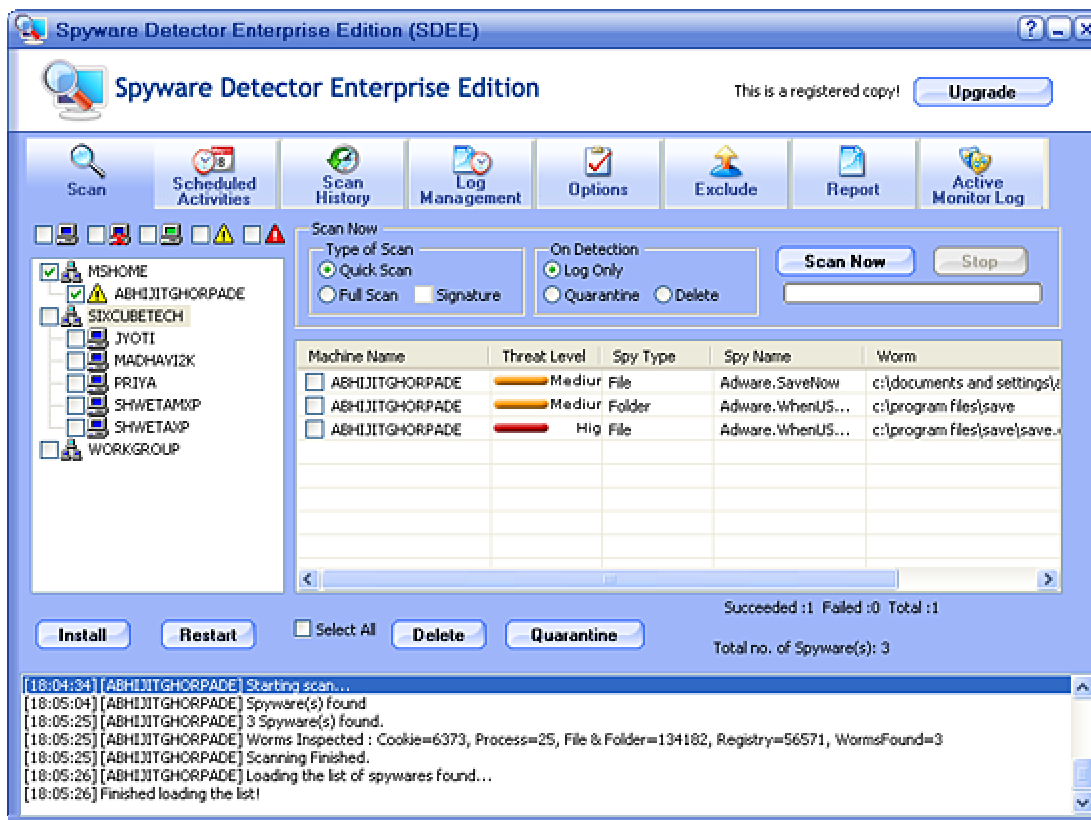 Spyware Detector Enterprise Edition (SDEE)
Spyware Detector Enterprise Edition
This is a registered copy!
Upgrade
Scan
Scheduled Activities
Scan History
Log Management
Options
Exclude
Report
Active Monitor Log
MSHOME
ABHIJITGHORPADE
SIXCUBETECH
JYOTI
MADHAVI2K
PRIYA
SHWETAMXP
SHWETAXP
WORKGROUP
Scan Now
Type of Scan
Quick Scan
Full Scan Signature
On Detection
Log Only
Quarantine Delete
Scan Now
Stop
Machine Name Threat Level Spy Type Spy Name Worm
ABHIJITGHORPADE Mediur File Adware.SaveNow c:\documents and settings\
ABHIJITGHORPADE Mediur Folder Adware.WhenUS... c:\program files\save
ABHIJITGHORPADE Hig File Adware.WhenUS... c:\program files\save\save.
Succeeded :1 Failed :0 Total :1
Install
Restart
Select All
Delete
Quarantine
Total no. of Spyware(s): 3
[18:04:34] [ABHIJITGHORPADE] Starting scan...
[18:05:04] [ABHIJITGHORPADE] Spyware(s) found
[18:05:25] [ABHIJITGHORPADE] 3 Spyware(s) found.
[18:05:25] [ABHIJITGHORPADE] Worms Inspected : Cookie=6373, Process=25, File & Folder=134182, Registry=56571, WormsFound=3
[18:05:25] [ABHIJITGHORPADE] Scanning Finished.
[18:05:26] [ABHIJITGHORPADE] Loading the list of spywares found...
[18:05:26] Finished loading the list!